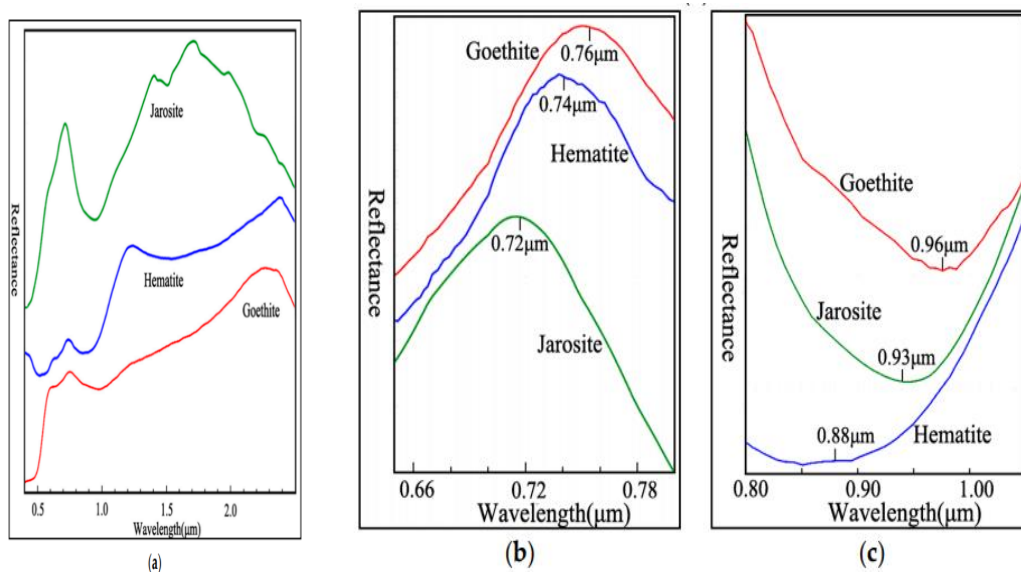 Jarosite
Hematite
Goethite
Reflectance
0.5
1.0
1.5
2.0
Wavelength(μm)
(a)
Goethite
0.76μm
0.74μm
Hematite
0.72μm
Jarosite
Reflectance
0.66
0.72
0.78
Wavelength(μm)
(b)
Goethite
0.96μm
Jarosite
0.93μm
0.88μm
Hematite
Reflectance
0.80
0.90
1.00
Wavelength(μm)
(c)